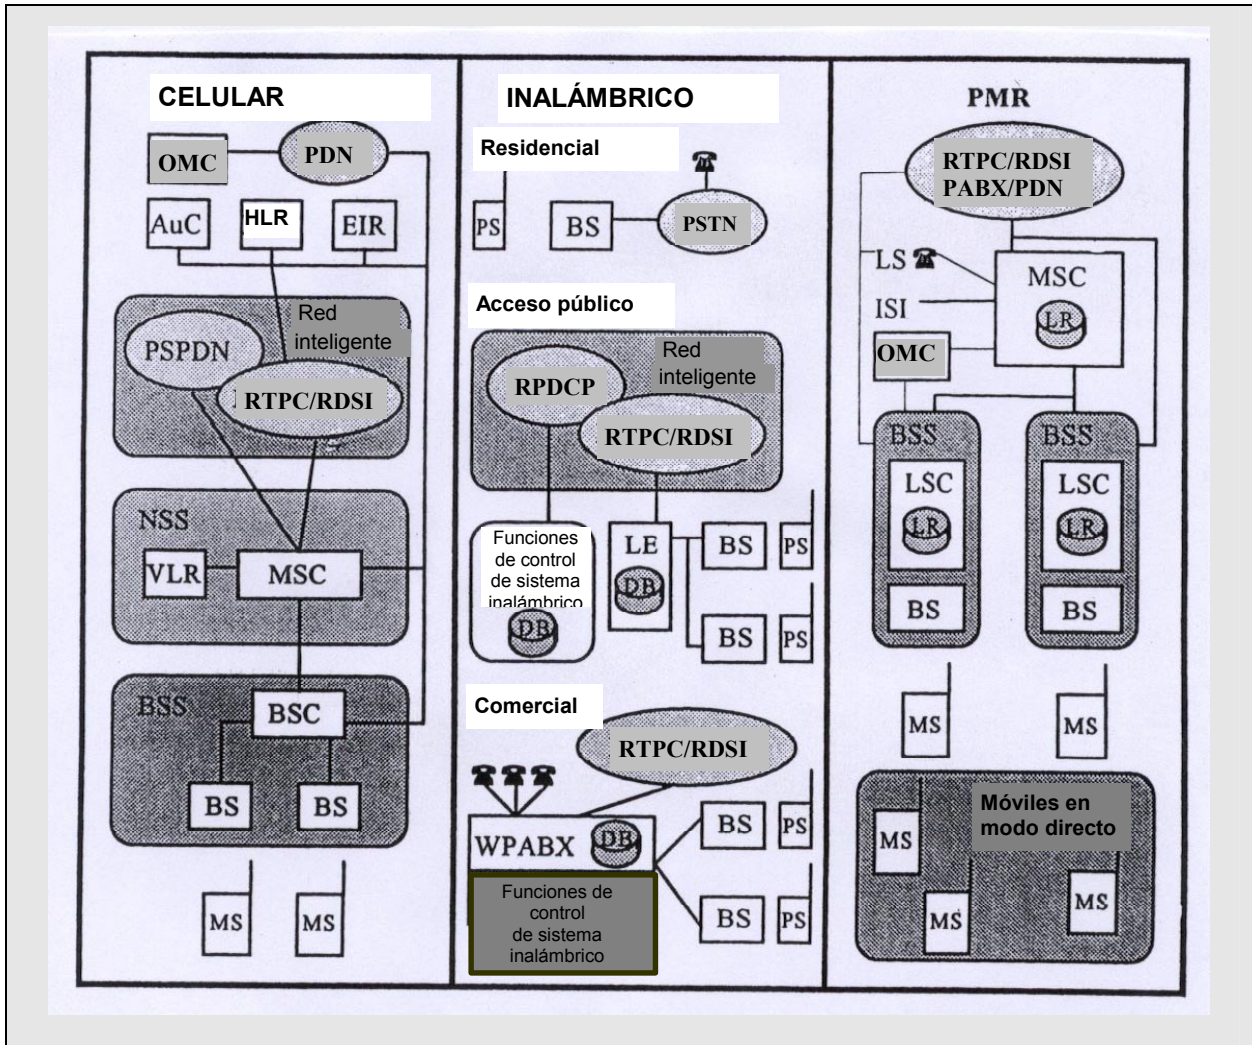 CELULAR
OMC
PDN
AuC
HLR
EIR
Red
inteligente
PSPDN
RTPC/RDSI
NSS
VLR
MSC
BSS
BSC
BS
BS
MS
MS
INALÁMBRICO
Residencial
PS
BS
PSTN
Acceso público
Red
inteligente
RPDCP
RTPC/RDSI
Funciones
de control
de sistema
inalámbrico
DB
LE
DB
BS
PS
BS
PS
Comercial
RTPC/RDSI
WPABX
DB
BS
PS
Funciones de
control
de sistema
inalámbrico
BS
PS
PMR
RTPC/RDSI
PABX/PDN
LS
MSC
LR
ISI
OMC
BSS
LSC
LR
BS
BSS
LSC
LR
BS
MS
MS
Móviles en
modo directo
MS
MS
MS